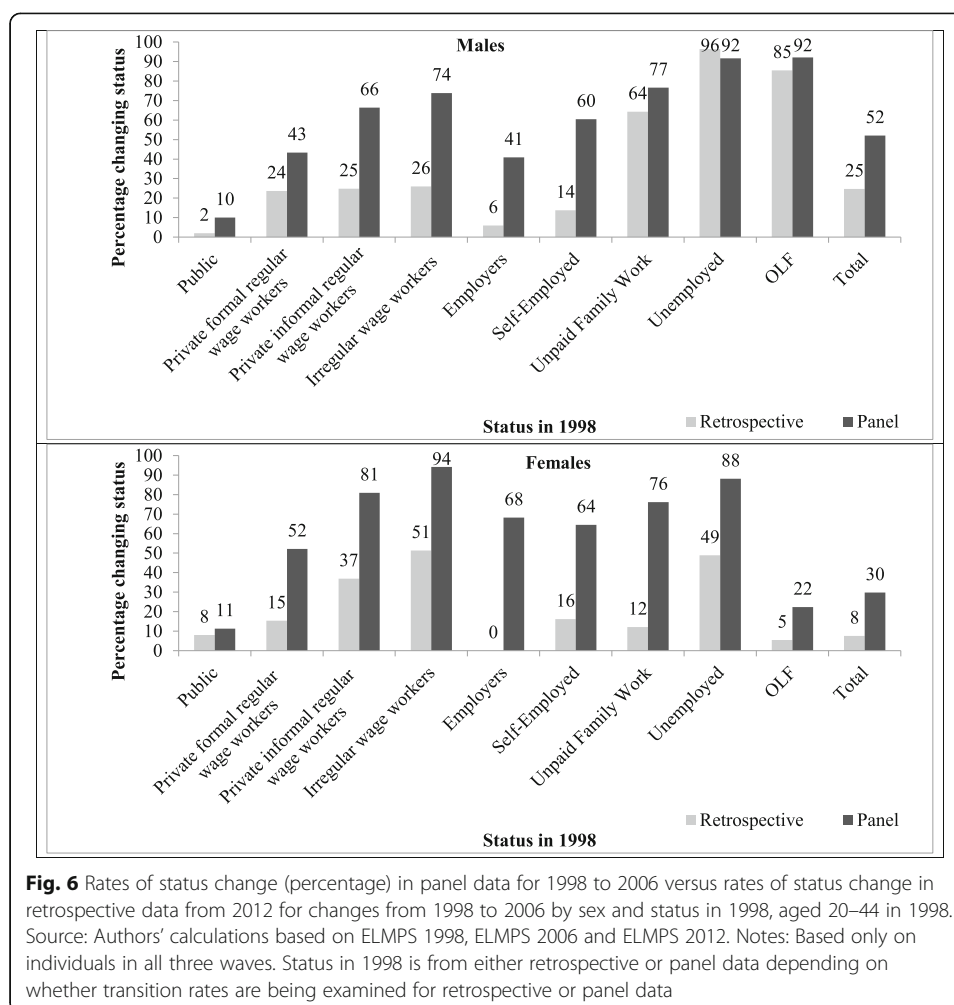 Males
Percentage changing status
100
90
80
70
60
50
40
30
20
10
0
2 10
24 43
25 66
26 74
6 41
14 60
64 77
96 92
85 92
25 52
Public
Private formal regular
wage workers
Private informal regular
wage workers
Irregular wage workers
Employers
Self-Employed
Unpaid Family Work
Unemployed
OLF
Total
Status in 1998
Retrospective Panel
Females
Percentage changing status
100
90
80
70
60
50
40
30
20
10
0
8 11
15 52
37 81
51 94
0 68
16 64
12 76
49 88
5 22
8 30
Public
Private formal regular
wage workers
Private informal regular
wage workers
Irregular wage workers
Employers
Self-Employed
Unpaid Family Work
Unemployed
OLF
Total
Status in 1998
Retrospective Panel
Fig. 6 Rates of status change (percentage) in panel data for 1998 to 2006 versus rates of status change in
retrospective data from 2012 for changes from 1998 to 2006 by sex and status in 1998, aged 20–44 in 1998.
Source: Authors’ calculations based on ELMPS 1998, ELMPS 2006 and ELMPS 2012. Notes: Based only on
individuals in all three waves. Status in 1998 is from either retrospective or panel data depending on
whether transition rates are being examined for retrospective or panel data